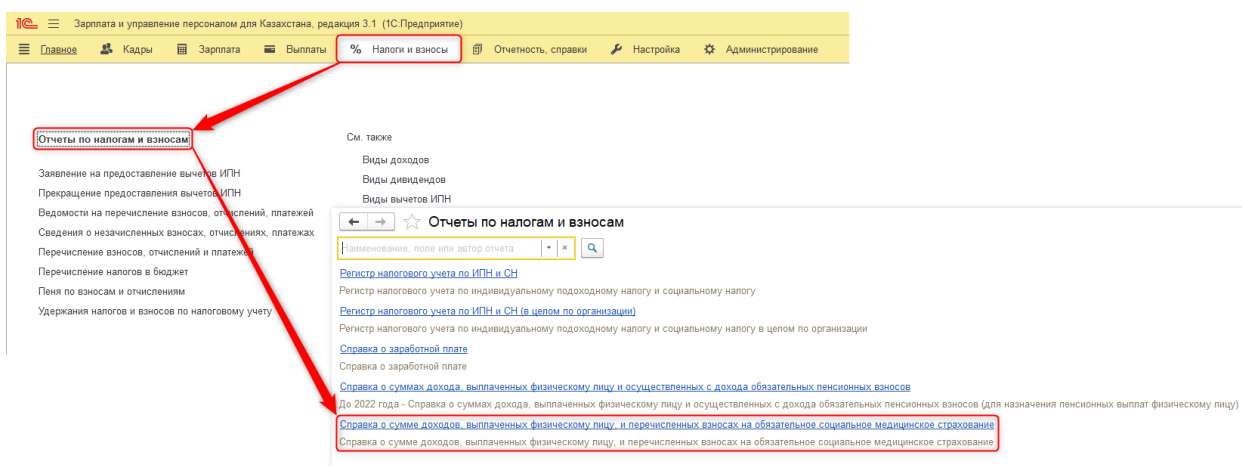 1С Зарплата и управление персоналом для Казахстана, редакция 3.1 (1С:Предприятие)
Главное Кадры Зарплата Выплаты % Налоги и взносы Отчетность, справки Настройка Администрирование
Отчеты по налогам и взносам
Заявление на предоставление вычетов ИПН
Прекращение предоставления вычетов ИПН
Ведомости на перечисление взносов, отчислений, платежей
Сведения о незачисленных взносах, отчислениях, платежах
Перечисление взносов, отчислений и платежей
Перечисление налогов в бюджет
Пеня по взносам и отчислениям
Удержания налогов и взносов по налоговому учету
См. также
Виды доходов
Виды дивидендов
Виды вычетов ИПН
Отчеты по налогам и взносам
Наименование, поле или автор отчета
Регистр налогового учета по ИПН и СН
Регистр налогового учета по индивидуальному подоходному налогу и социальному налогу
Регистр налогового учета по ИПН и СН (в целом по организации)
Регистр налогового учета по индивидуальному подоходному налогу и социальному налогу в целом по организации
Справка о заработной плате
Справка о заработной плате
Справка о суммах дохода, выплаченных физическому лицу и осуществленных с дохода обязательных пенсионных взносов
До 2022 года - Справка о суммах дохода, выплаченных физическому лицу и осуществленных с дохода обязательных пенсионных взносов (для назначения пенсионных выплат физическому лицу)
Справка о сумме доходов, выплаченных физическому лицу, и перечисленных взносах на обязательное социальное медицинское страхование
Справка о сумме доходов, выплаченных физическому лицу, и перечисленных взносах на обязательное социальное медицинское страхование